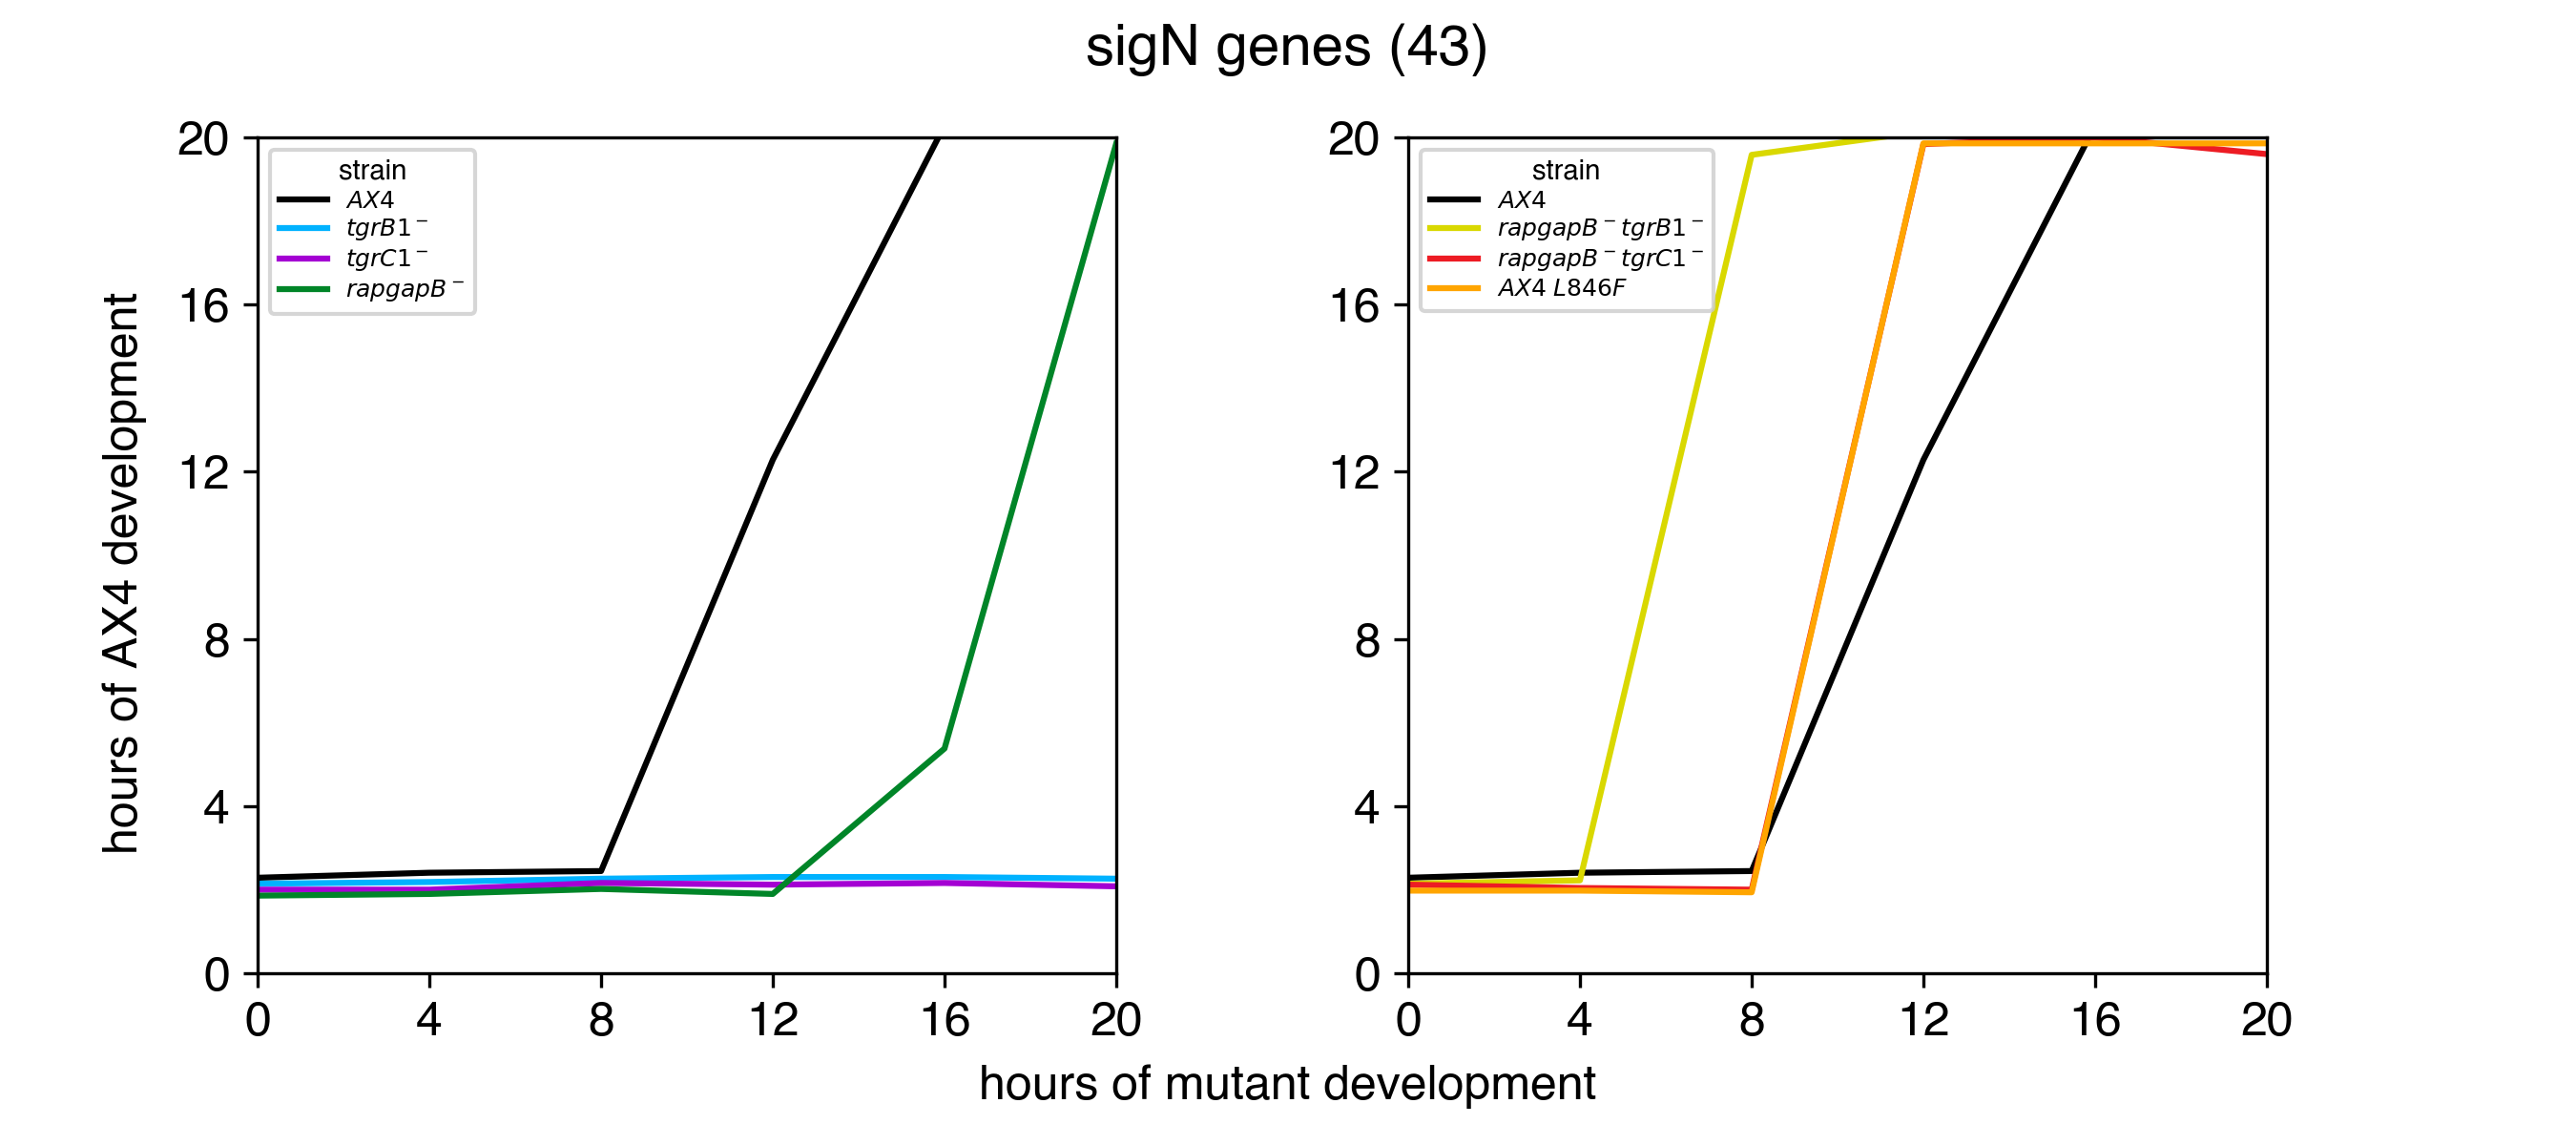 sigN genes (43)
hours of AX4 development
20
16
12
8
4
0
strain
AX4
tgrB1⁻
tgrC1⁻
rapgapB⁻
0 4 8 12 16 20
20
16
12
8
4
0
strain
AX4
rapgapB⁻tgrB1⁻
rapgapB⁻tgrC1⁻
AX4 L846F
0 4 8 12 16 20
hours of mutant development